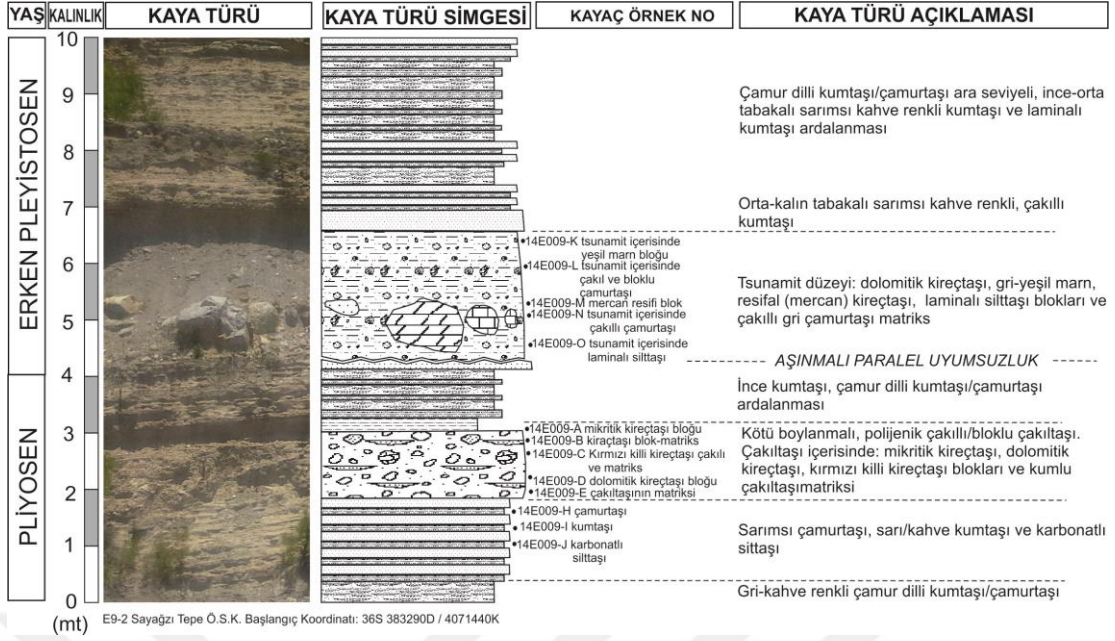 YAŞ KALINLIK KAYA TÜRÜ KAYA TÜRÜ SİMGESİ KAYAÇ ÖRNEK NO KAYA TÜRÜ AÇIKLAMASI
ERKEN PLEYİSTOSEN
PLİYOSEN
10
9
8
7
6
5
4
3
2
1
0
(mt)
14E009-K tsunamit içerisinde
yeşil marn bloğu
14E009-L tsunamit içerisinde
çakıl ve bloklu
çamurtaşı
14E009-M mercan resifi blok
14E009-N tsunamit içerisinde
çakıllı çamurtaşı
14E009-O tsunamit içerisinde
laminalı silttaşı
14E009-A mikritik kireçtaşı bloğu
14E009-B kiraçtaşı blok-matriks
14E009-C Kırmızı killi kireçtaşı çakılı
ve matriks
14E009-D dolomitik kireçtaşı bloğu
14E009-E çakıltaşının matriksi
14E009-H çamurtaşı
14E009-I kumtaşı
14E009-J karbonatlı
silttaşı
Çamur dilli kumtaşı/çamurtaşı ara seviyeli, ince-orta
tabakalı sarımsı kahve renkli kumtaşı ve laminalı
kumtaşı ardalanması
Orta-kalın tabakalı sarımsı kahve renkli, çakıllı
kumtaşı
Tsunamit düzeyi: dolomitik kireçtaşı, gri-yeşil marn,
resifal (mercan) kireçtaşı, laminalı silttaşı blokları ve
çakıllı gri çamurtaşı matriks
AŞINMALI PARALEL UYUMSUZLUK
İnce kumtaşı, çamur dilli kumtaşı/çamurtaşı
ardalanması
Kötü boylanmalı, polijenik çakıllı/bloklu çakıltaşı.
Çakıltaşı içerisinde: mikritik kireçtaşı, dolomitik
kireçtaşı, kırmızı killi kireçtaşı blokları ve kumlu
çakıltaşımatriksi
Sarımsı çamurtaşı, sarı/kahve kumtaşı ve karbonatlı
sittaşı
Gri-kahve renkli çamur dilli kumtaşı/çamurtaşı
E9-2 Sayağzı Tepe Ö.S.K. Başlangıç Koordinatı: 36S 383290D / 4071440K